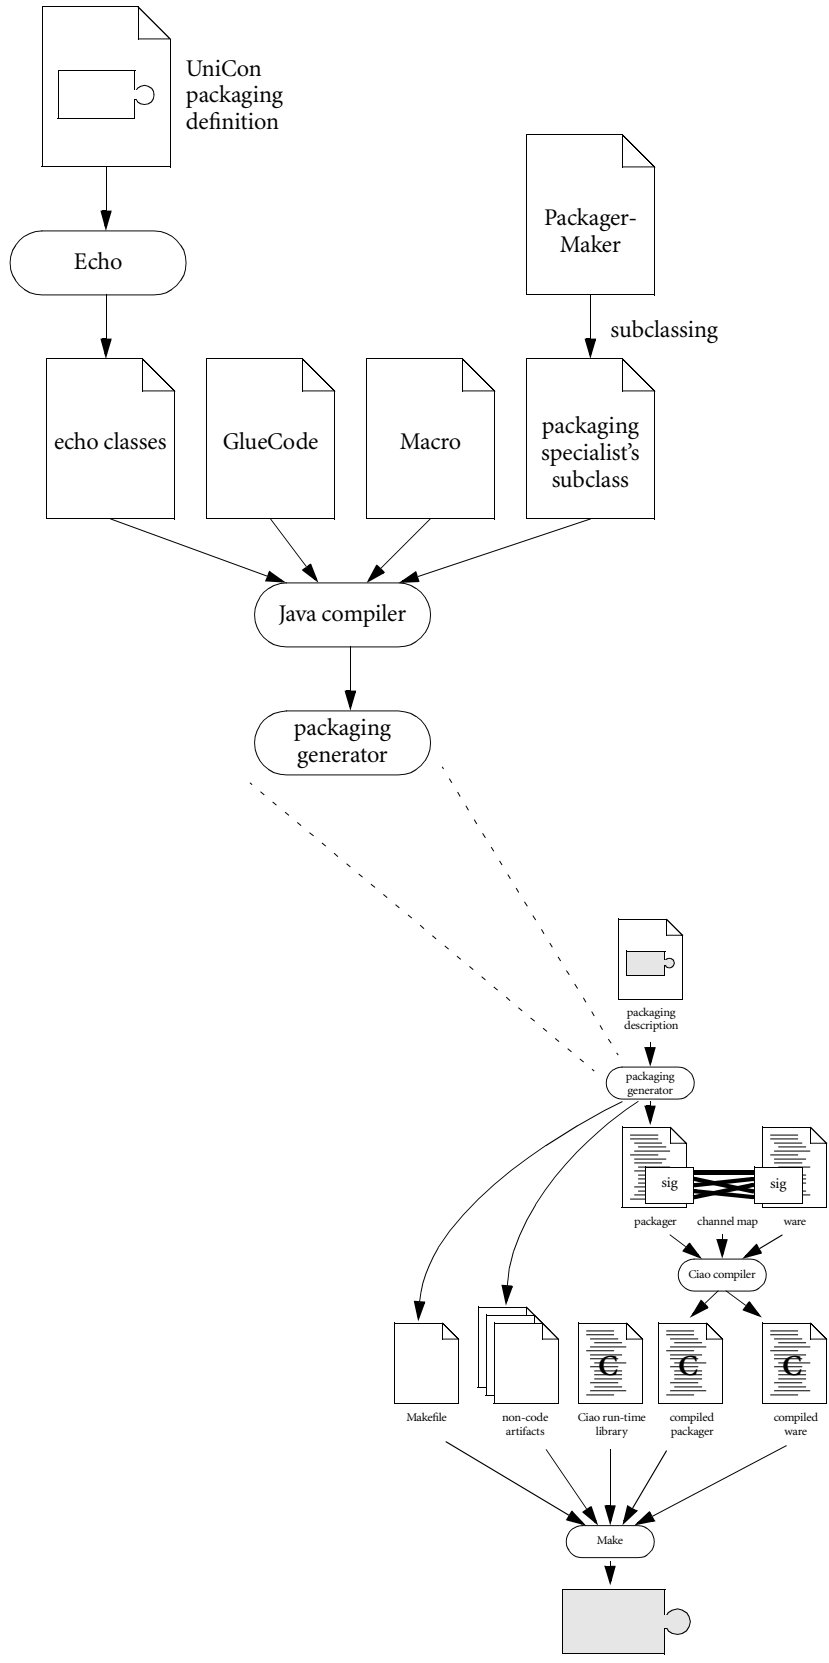 UniCon
packaging
definition
Packager-
Maker
Echo
subclassing
echo classes
GlueCode
Macro
packaging
specialist’s
subclass
Java compiler
packaging
generator
packaging
description
packaging
generator
sig
sig
packager
channel map
ware
Ciao compiler
C
C
C
Makefile
non-code
artifacts
Ciao run-time
library
compiled
packager
compiled
ware
Make